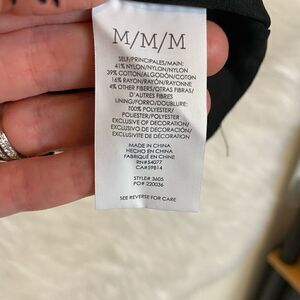 M/M/M
SELF/PRINCIPALES/MAIN:
41% NYLON/NYLON/NYLON
39% COTTON/ALGODÓN/COTON
16% RAYON/RAYÓN/RAYONNE
4% OTHER FIBERS/OTRAS FIBRAS/
D'AUTRES FIBRES
LINING/FORRO/DOUBLURE:
100% POLYESTER/
POLIESTER/POLYESTER
EXCLUSIVE OF DECORATION/
EXCLUSIVO DE DECORACIÓN/
EXCLUSIVITE DE DÉCORATION
MADE IN CHINA
HECHO EN CHINA
FABRIQUÉ EN CHINE
RN#54077
CA#59814
STYLE# 3605
PO# 220036
SEE REVERSE FOR CARE